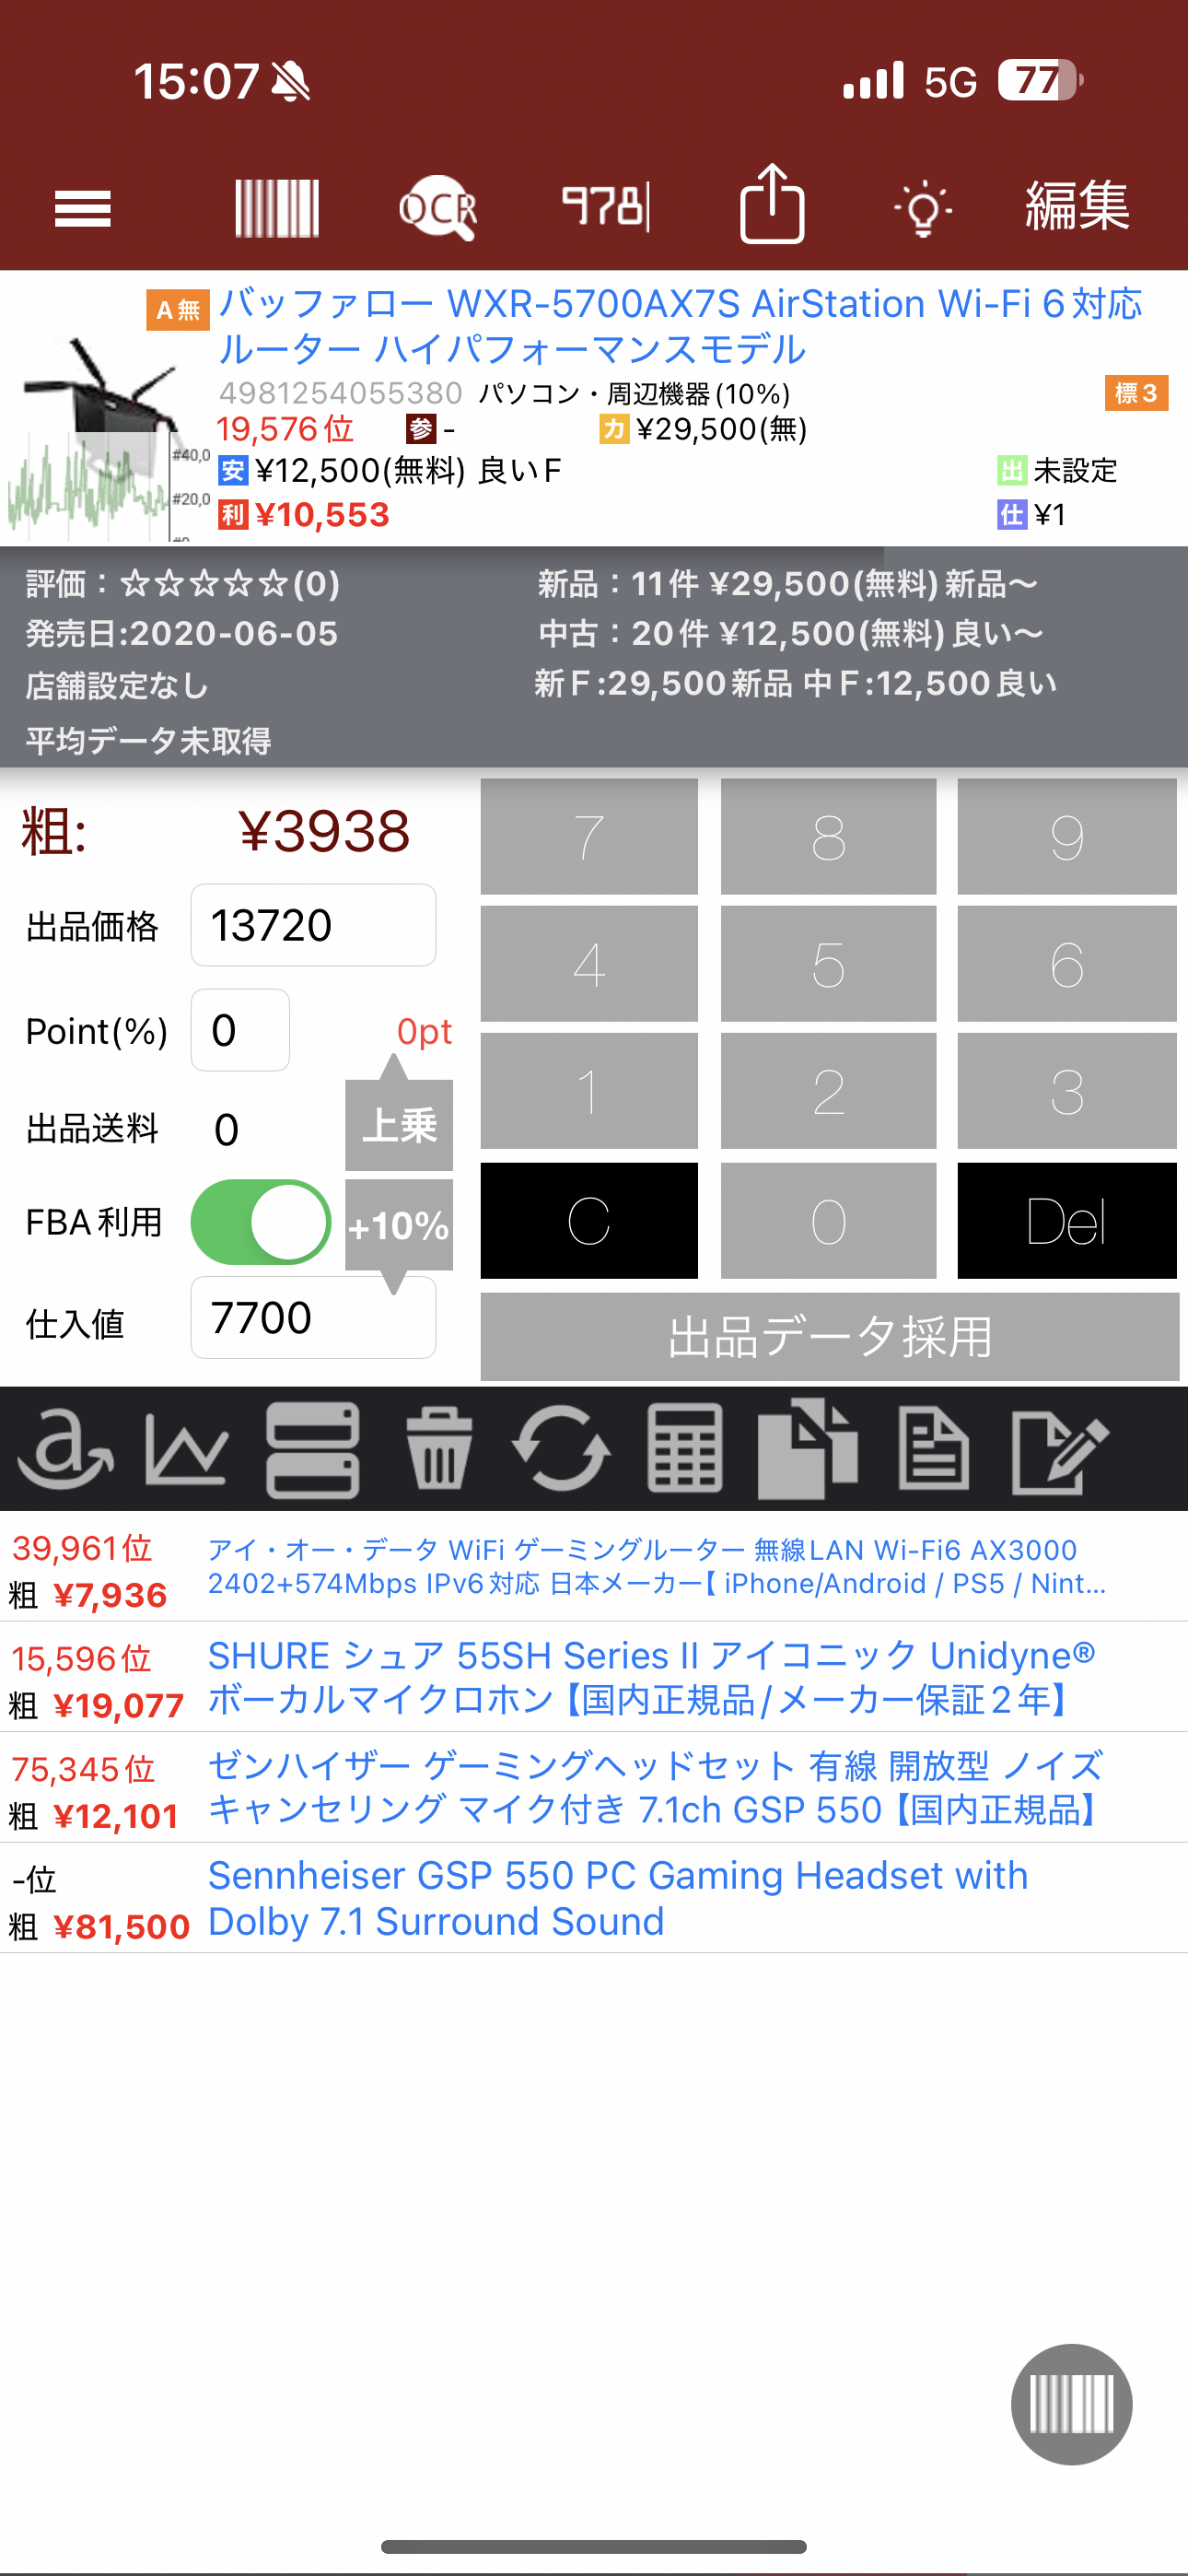 15:07 5G 77
OCR 978 編集
A無 バッファロー WXR-5700AX7S AirStation Wi-Fi 6対応
ルーター ハイパフォーマンスモデル
4981254055380 パソコン・周辺機器(10%) 標3
19,576位 参 - カ ¥29,500(無)
#40,0
安 ¥12,500(無料) 良いF 出 未設定
#20,0
利 ¥10,553 仕 ¥1
評価：☆☆☆☆☆(0) 新品：11件 ¥29,500(無料)新品〜
発売日:2020-06-05 中古：20件 ¥12,500(無料)良い〜
店舗設定なし 新F:29,500新品 中F:12,500良い
平均データ未取得
粗: ¥3938
7 8 9
出品価格 13720
4 5 6
Point(%) 0 0pt
1 2 3
出品送料 0 上乗
FBA利用 +10%
C 0 Del
仕入値 7700
出品データ採用
39,961位 アイ・オー・データ WiFi ゲーミングルーター 無線LAN Wi-Fi6 AX3000
粗 ¥7,936 2402+574Mbps IPv6対応 日本メーカー【 iPhone/Android / PS5 / Nint...
15,596位 SHURE シュア 55SH Series II アイコニック Unidyne®
粗 ¥19,077 ボーカルマイクロホン【国内正規品/メーカー保証2年】
75,345位 ゼンハイザー ゲーミングヘッドセット 有線 開放型 ノイズ
粗 ¥12,101 キャンセリング マイク付き 7.1ch GSP 550【国内正規品】
-位 Sennheiser GSP 550 PC Gaming Headset with
粗 ¥81,500 Dolby 7.1 Surround Sound